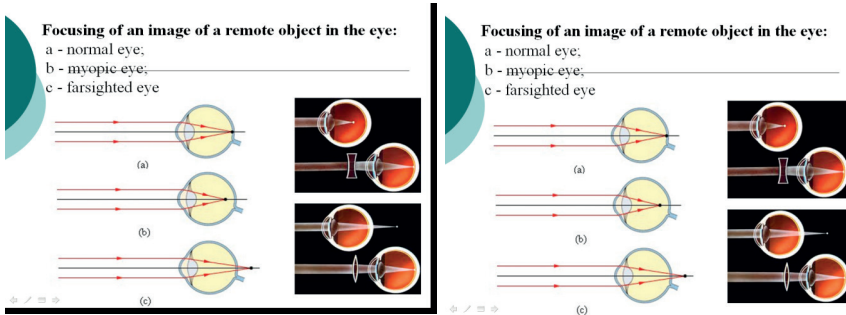 Focusing of an image of a remote object in the eye:
a - normal eye;
b - myopic eye;
c - farsighted eye
(a)
(b)
(c)
Focusing of an image of a remote object in the eye:
a - normal eye;
b - myopic eye;
c - farsighted eye
(a)
(b)
(c)